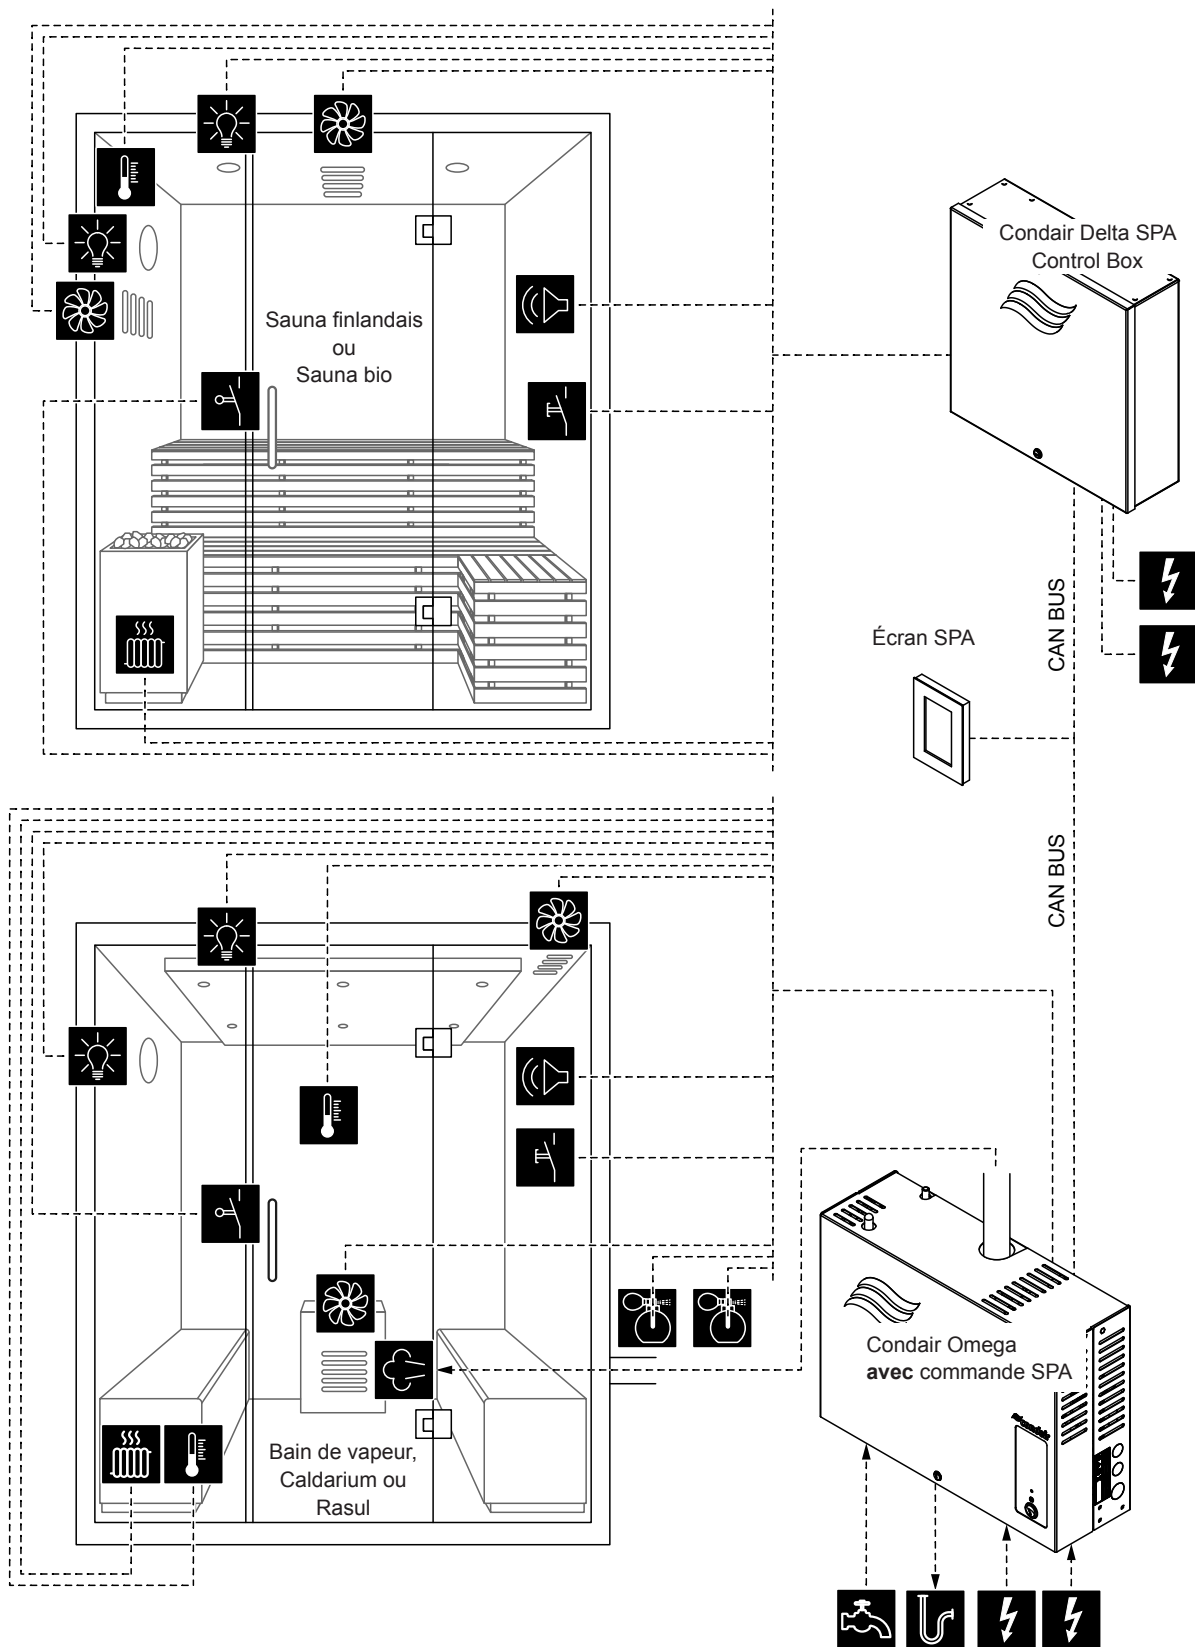 Condair Delta SPA
Control Box
Sauna finlandais
ou
Sauna bio
CAN BUS
Écran SPA
CAN BUS
Condair Omega
avec commande SPA
Bain de vapeur,
Caldarium ou
Rasul